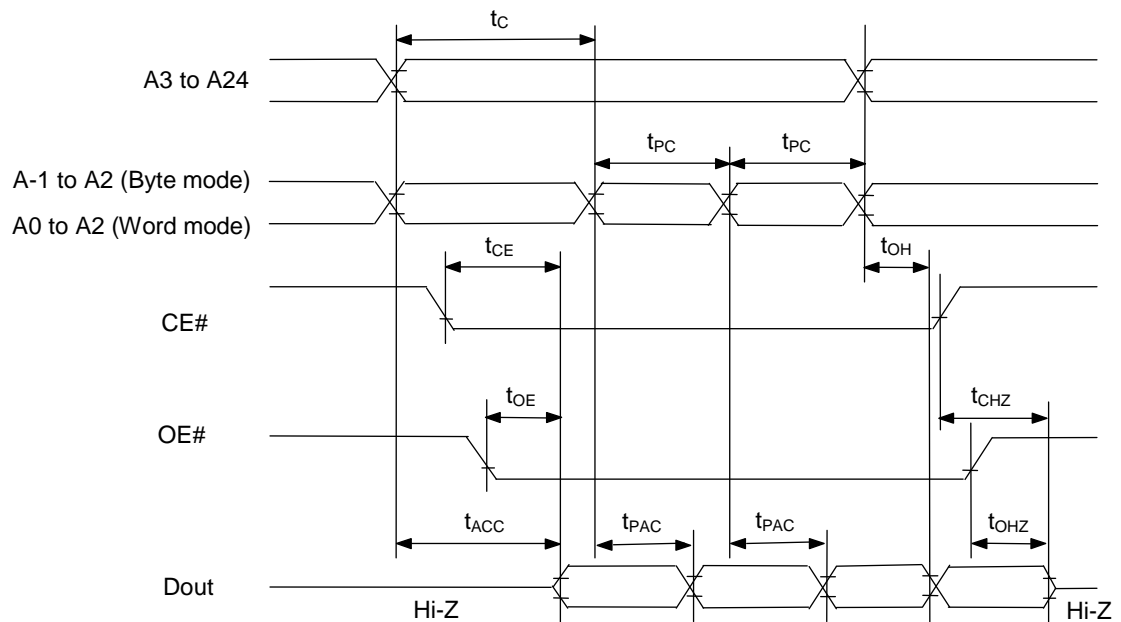 tC
A3 to A24
tPC tPC
A-1 to A2 (Byte mode)
A0 to A2 (Word mode)
tCE tOH
CE#
tOE tCHZ
OE#
tACC tPAC tPAC tOHZ
Dout
Hi-Z Hi-Z